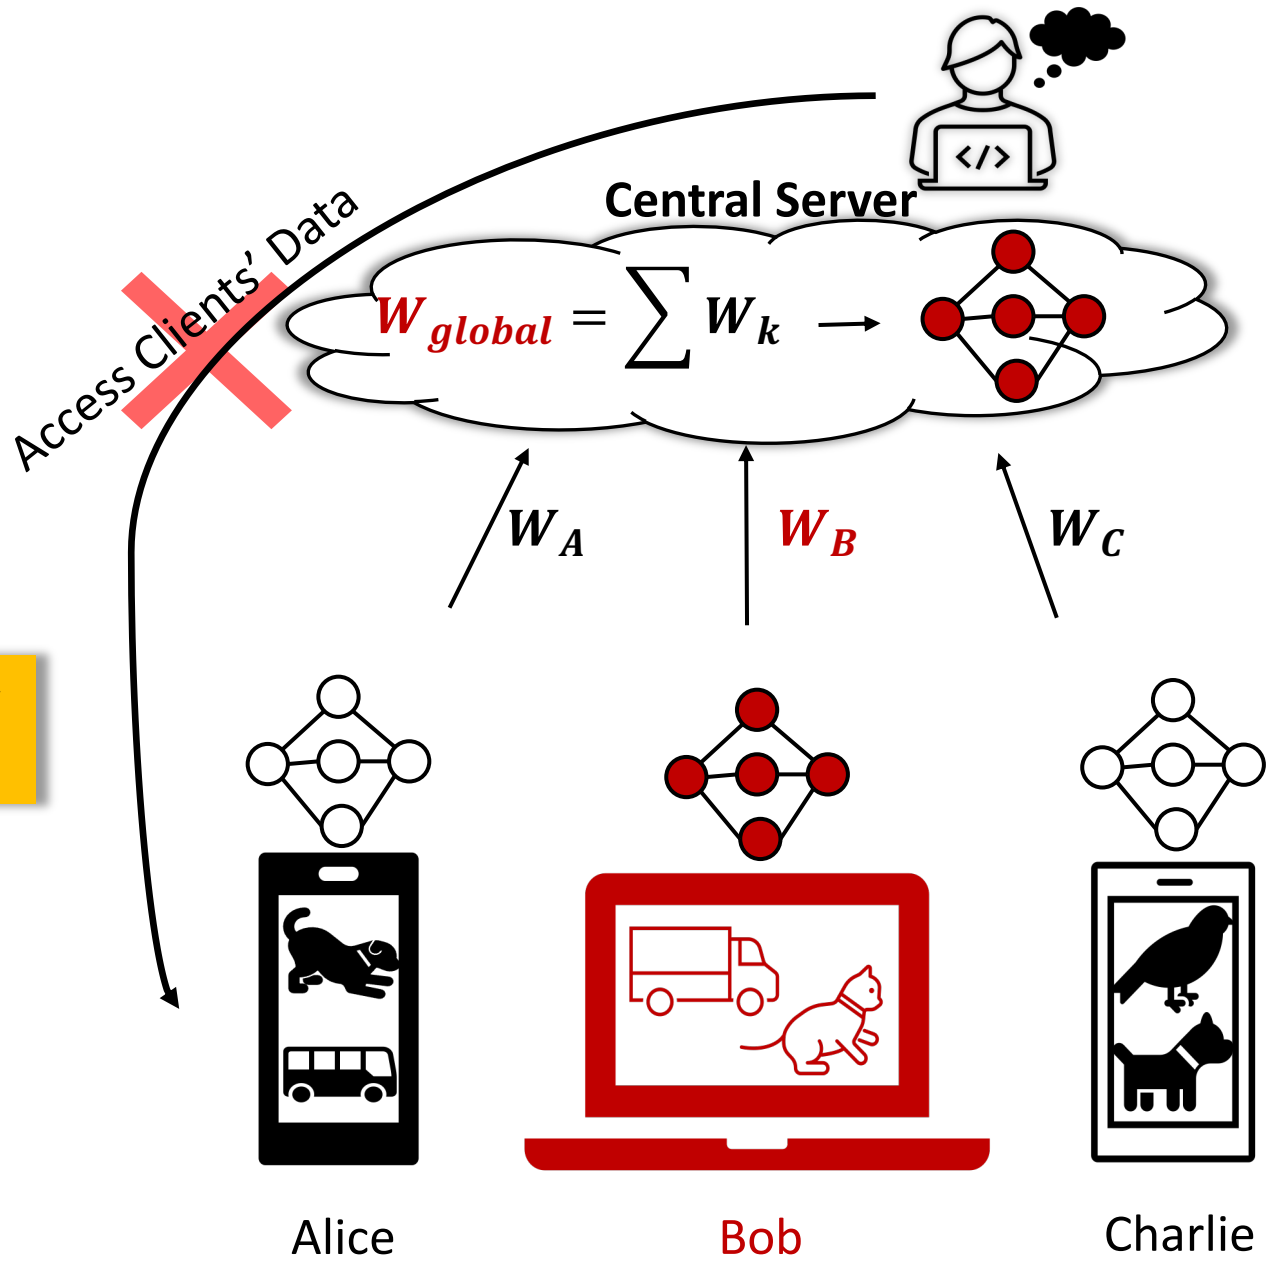 </>
Central Server
Access Clients' Data
W_global = ∑ W_k
W_A
W_B
W_C
Alice
Bob
Charlie